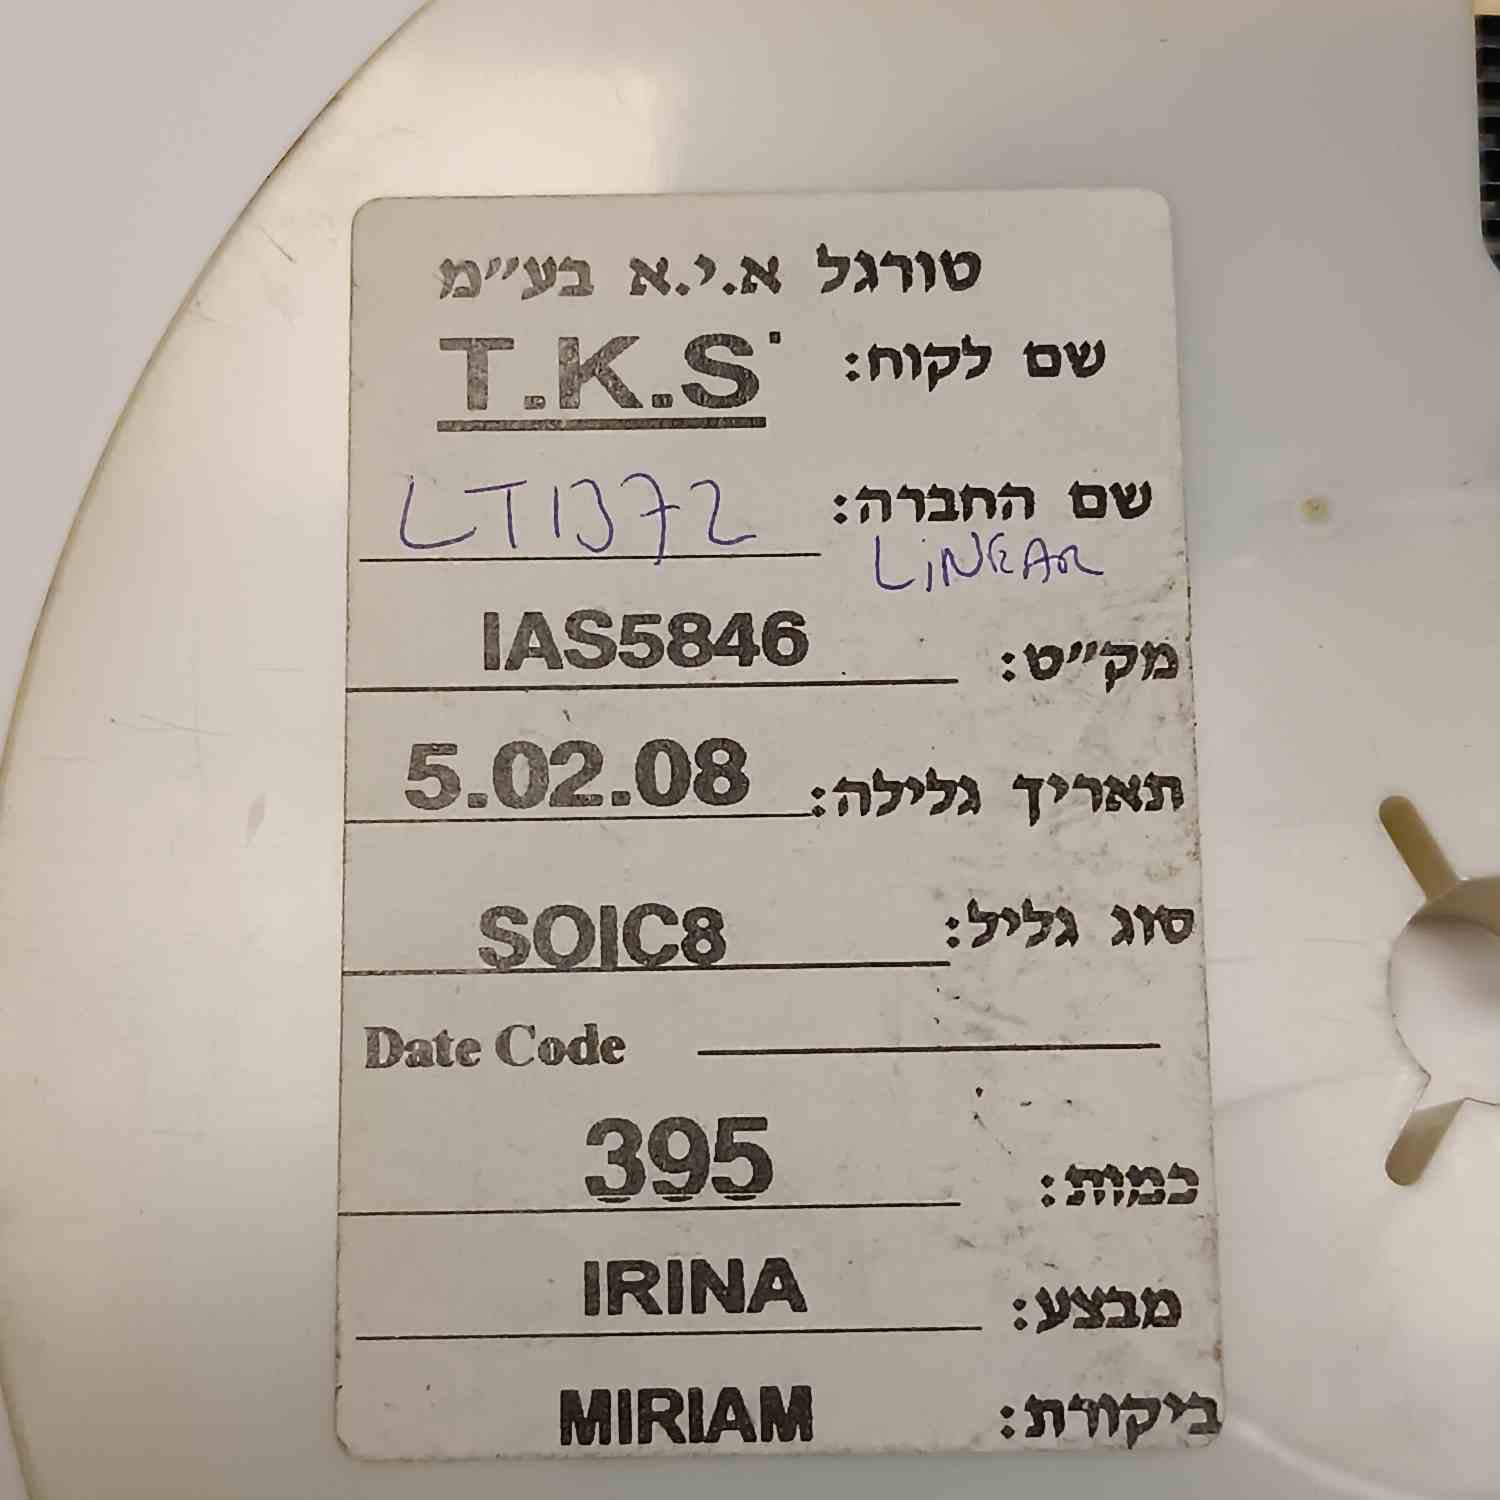 טורגל א.י.א בע״מ
שם לקוח: T.K.S
שם החברה: LT1372
LiNEAR
מק״ט: IAS5846
תאריך גלילה: 5.02.08
סוג גליל: SOIC8
Date Code
כמות: 395
מבצע: IRINA
ביקורת: MIRIAM